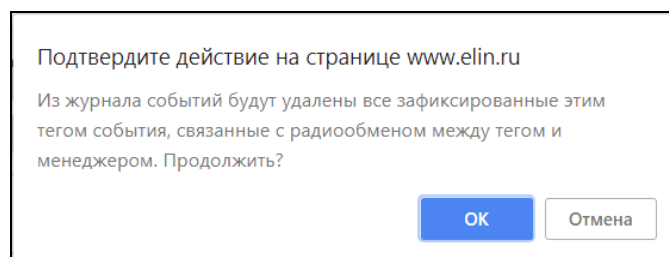 Подтвердите действие на странице www.elin.ru
Из журнала событий будут удалены все зафиксированные этим
тегом события, связанные с радиообменом между тегом и
менеджером. Продолжить?
ОК Отмена